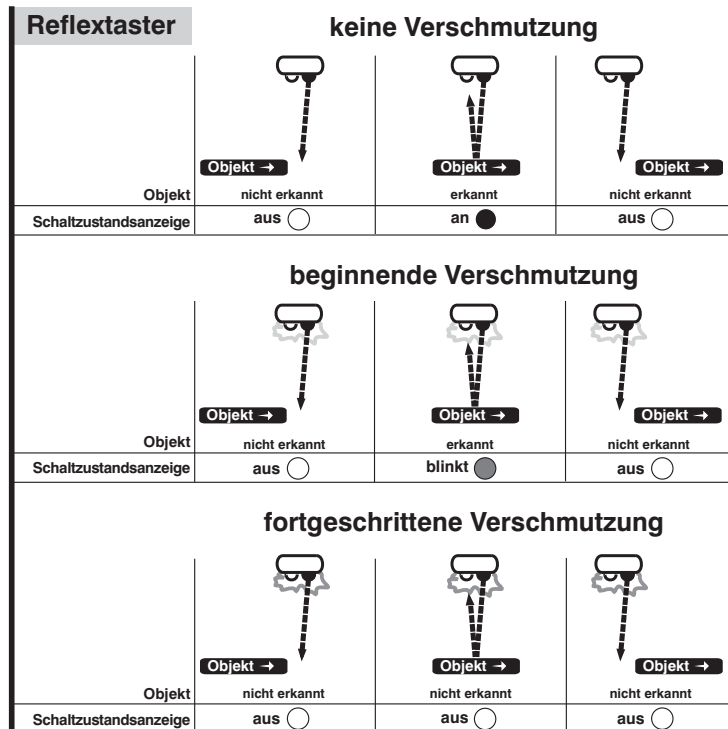 Reflextaster
keine Verschmutzung
Objekt → Objekt → Objekt →
Objekt nicht erkannt erkannt nicht erkannt
Schaltzustandsanzeige aus an aus
beginnende Verschmutzung
Objekt → Objekt → Objekt →
Objekt nicht erkannt erkannt nicht erkannt
Schaltzustandsanzeige aus blinkt aus
fortgeschrittene Verschmutzung
Objekt → Objekt → Objekt →
Objekt nicht erkannt nicht erkannt nicht erkannt
Schaltzustandsanzeige aus aus aus